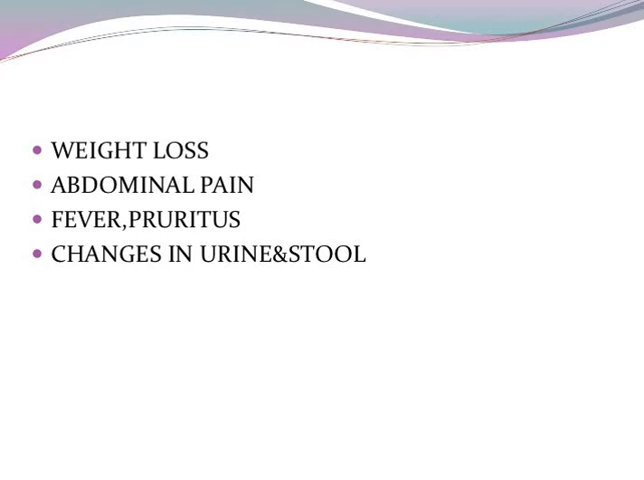 • WEIGHT LOSS
• ABDOMINAL PAIN
• FEVER,PRURITUS
• CHANGES IN URINE&STOOL